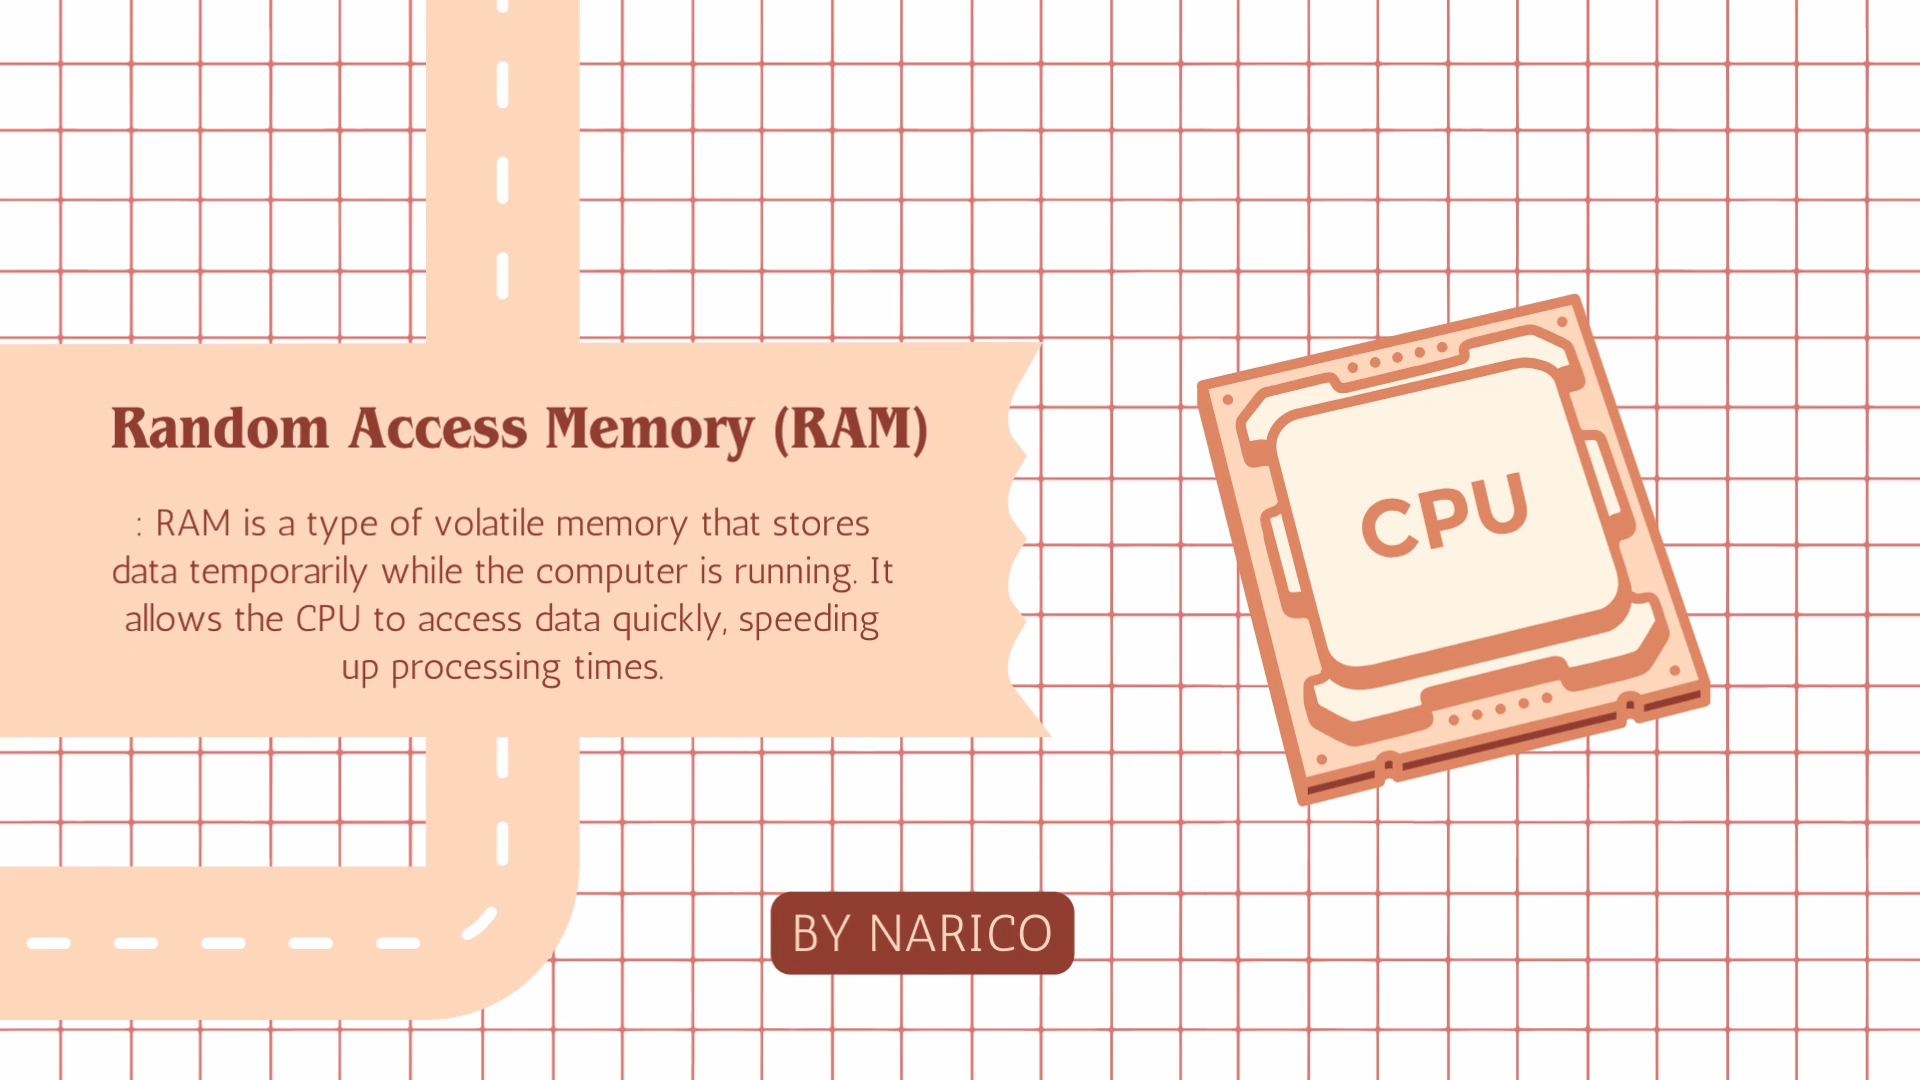 Random Access Memory (RAM)
: RAM is a type of volatile memory that stores
data temporarily while the computer is running. It
allows the CPU to access data quickly, speeding
up processing times.
CPU
BY NARICO